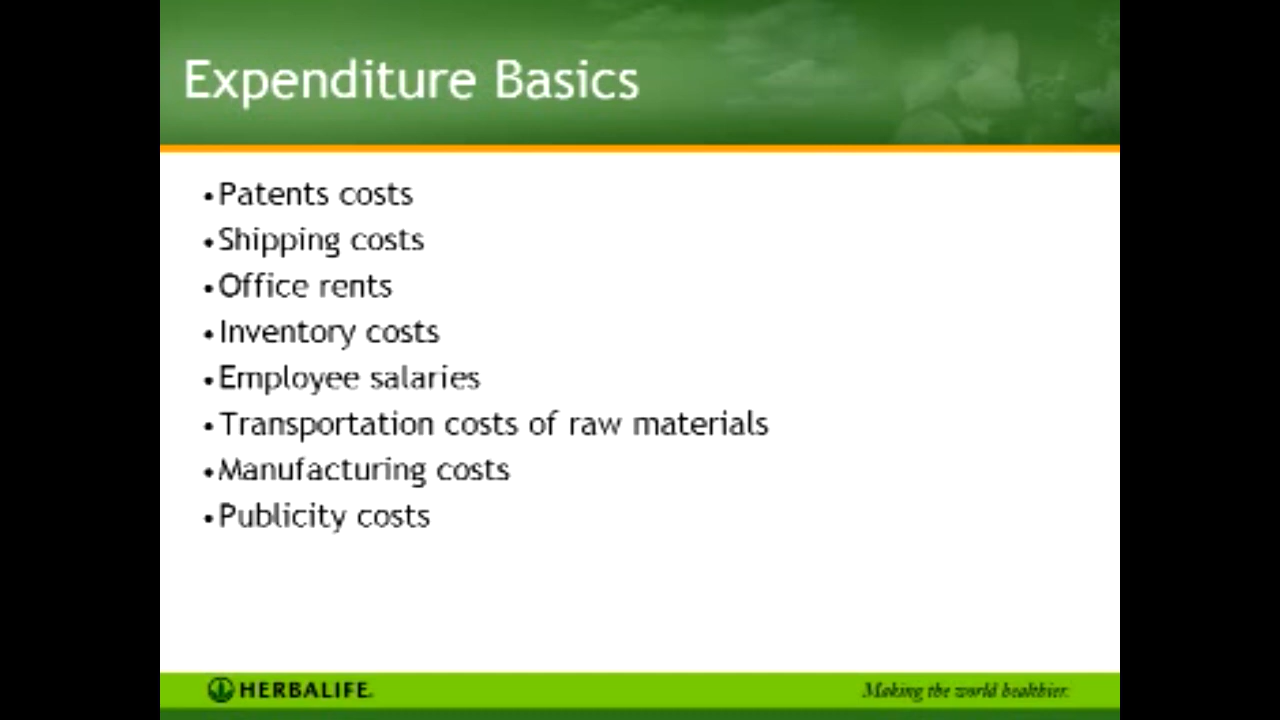 Expenditure Basics
•Patents costs
•Shipping costs
•Office rents
•Inventory costs
•Employee salaries
•Transportation costs of raw materials
•Manufacturing costs
•Publicity costs
HERBALIFE. Making the world healthier.